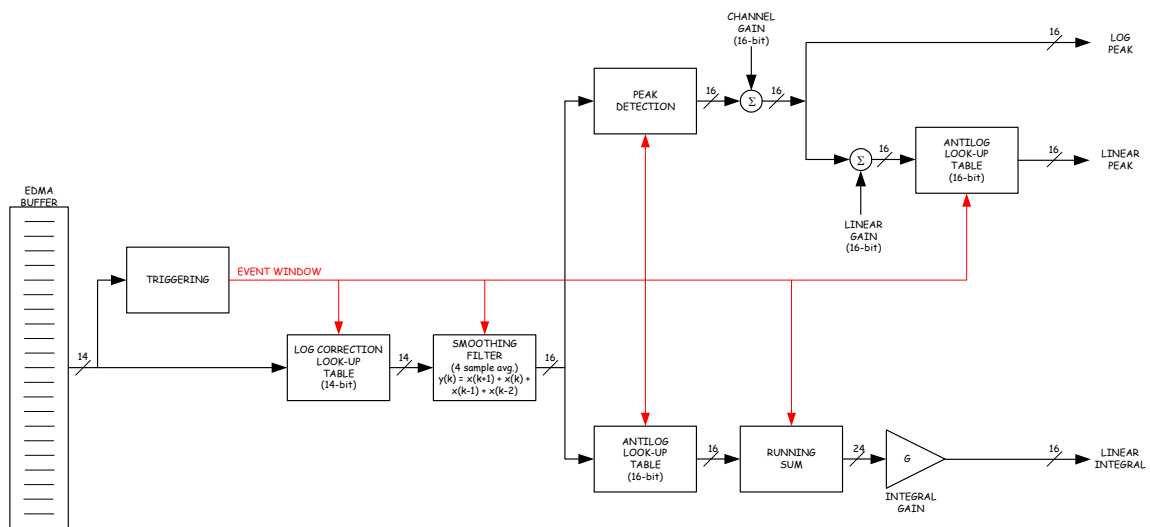 CHANNEL
GAIN
(16-bit)
16
LOG
PEAK
PEAK
DETECTION
16
Σ
16
16
Σ
LINEAR
GAIN
(16-bit)
ANTILOG
LOOK-UP
TABLE
(16-bit)
16
LINEAR
PEAK
EDMA
BUFFER
14
TRIGGERING
EVENT WINDOW
LOG CORRECTION
LOOK-UP
TABLE
(14-bit)
14
SMOOTHING
FILTER
(4 sample avg.)
y(k) = x(k+1) + x(k) +
x(k-1) + x(k-2)
16
ANTILOG
LOOK-UP
TABLE
(16-bit)
16
RUNNING
SUM
24
G
INTEGRAL
GAIN
16
LINEAR
INTEGRAL